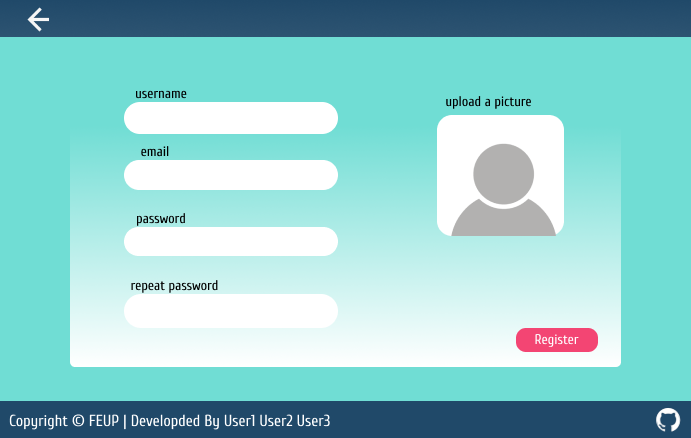 username
upload a picture
email
password
repeat password
Register
Copyright © FEUP | Developded By User1 User2 User3